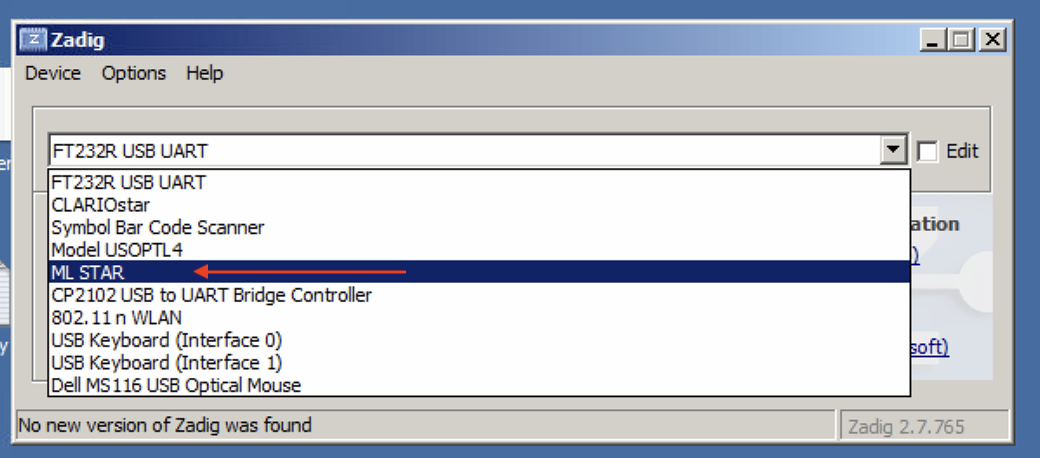 Zadig
Device Options Help
FT232R USB UART
Edit
FT232R USB UART
CLARIOstar
Symbol Bar Code Scanner
ation
Model USOPTL4
)
ML STAR
CP2102 USB to UART Bridge Controller
802.11 n WLAN
USB Keyboard (Interface 0)
soft)
USB Keyboard (Interface 1)
Dell MS116 USB Optical Mouse
No new version of Zadig was found
Zadig 2.7.765
er
y